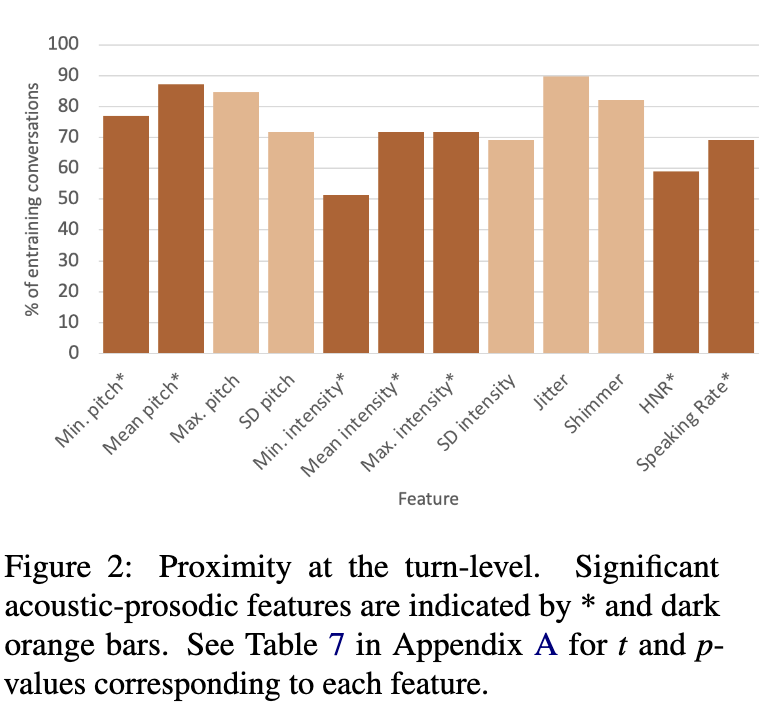 100
90
80
70
60
50
40
30
20
10
0
% of entraining conversations
Min. pitch*
Mean pitch*
Max. pitch
SD pitch
Min. intensity*
Mean intensity*
Max. intensity*
SD intensity
Jitter
Shimmer
HNR*
Speaking Rate*
Feature
Figure 2: Proximity at the turn-level. Significant
acoustic-prosodic features are indicated by * and dark
orange bars. See Table 7 in Appendix A for t and p-
values corresponding to each feature.